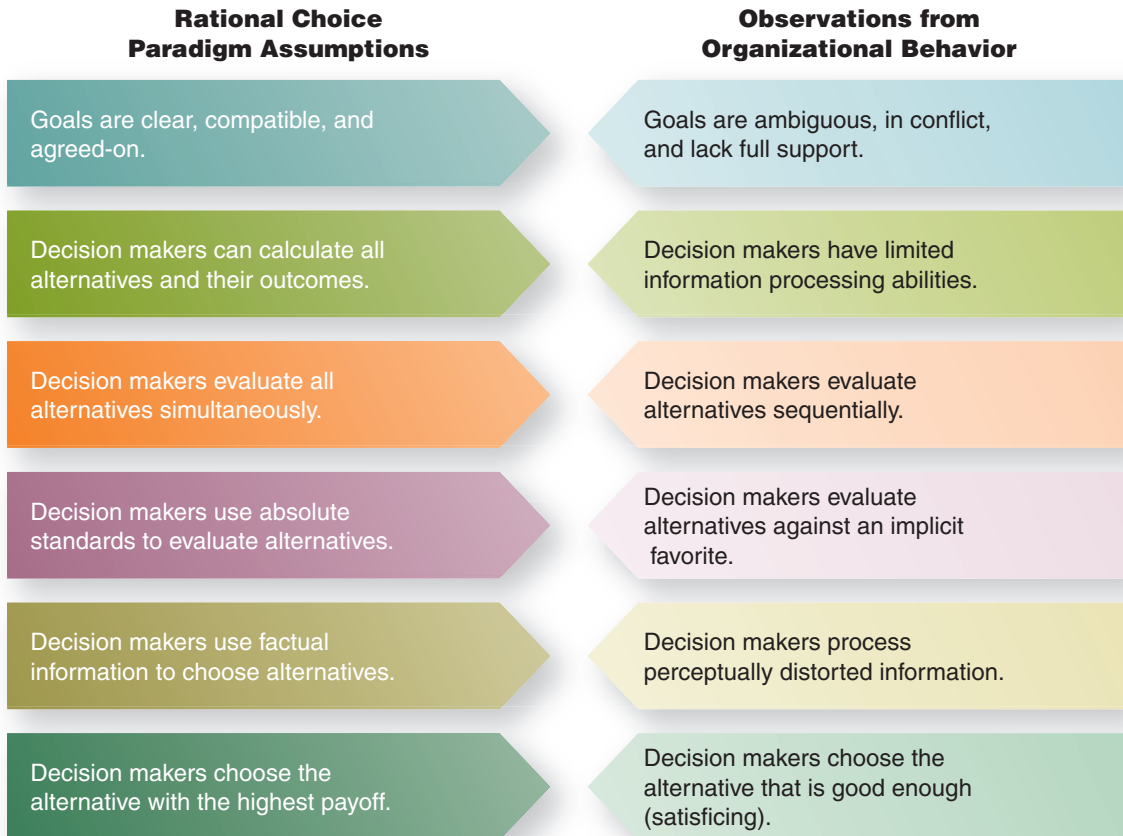 Rational Choice
Paradigm Assumptions
Observations from
Organizational Behavior
Goals are clear, compatible, and
agreed-on.
Goals are ambiguous, in conflict,
and lack full support.
Decision makers can calculate all
alternatives and their outcomes.
Decision makers have limited
information processing abilities.
Decision makers evaluate all
alternatives simultaneously.
Decision makers evaluate
alternatives sequentially.
Decision makers use absolute
standards to evaluate alternatives.
Decision makers evaluate
alternatives against an implicit
favorite.
Decision makers use factual
information to choose alternatives.
Decision makers process
perceptually distorted information.
Decision makers choose the
alternative with the highest payoff.
Decision makers choose the
alternative that is good enough
(satisficing).